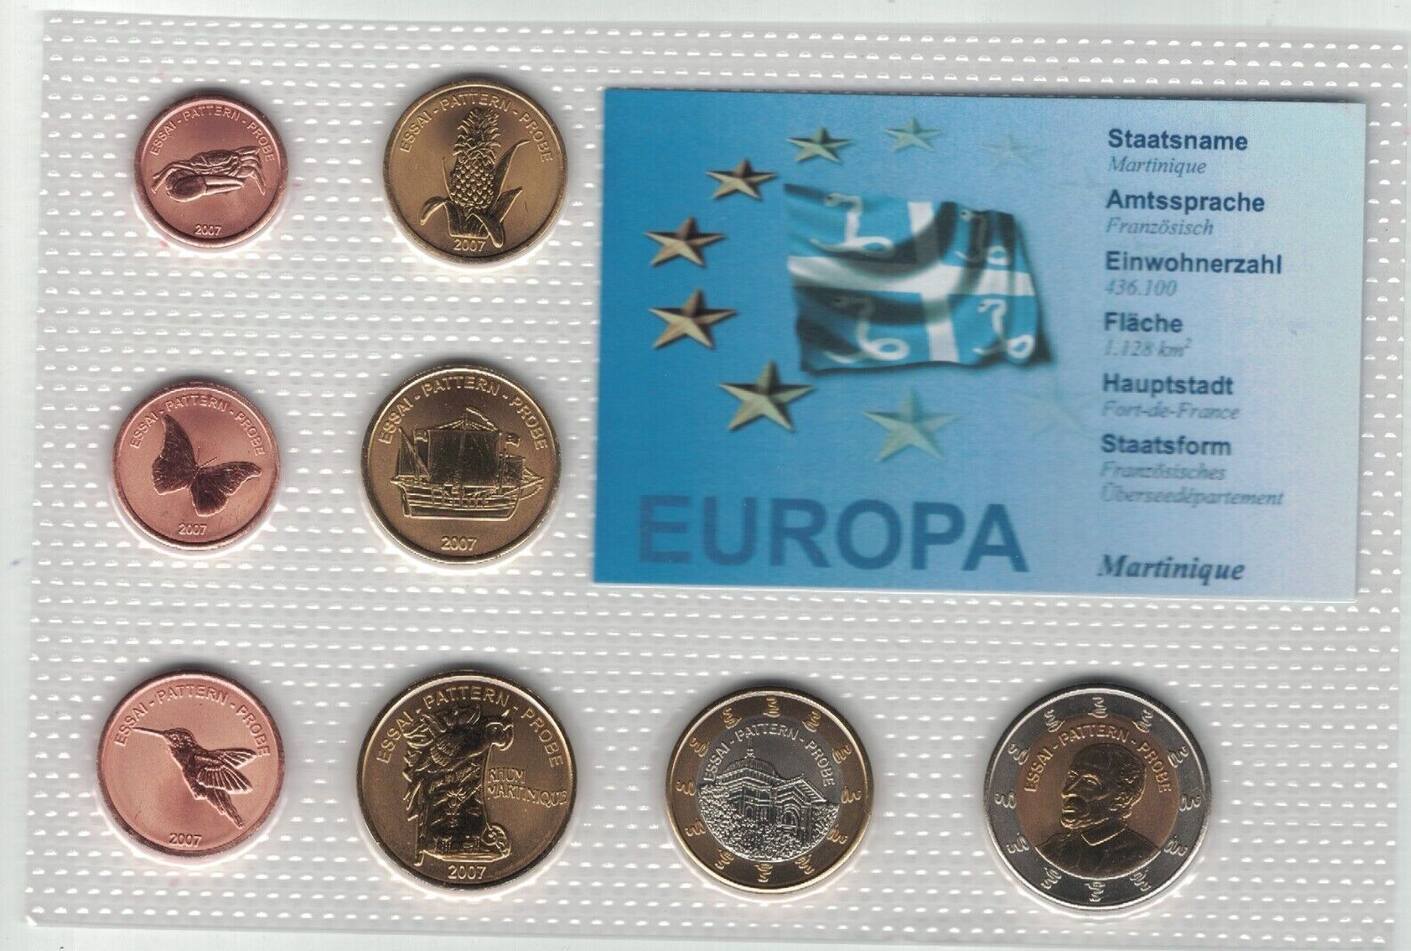 ESSAI - PATTERN - PROBE
2007
ESSAI - PATTERN - PROBE
2007
Staatsname
Martinique
Amtssprache
Französisch
Einwohnerzahl
436.100
Fläche
1.128 km²
Hauptstadt
Fort-de-France
Staatsform
Französisches
Überseedépartement
EUROPA
Martinique
ESSAI - PATTERN - PROBE
2007
ESSAI - PATTERN - PROBE
2007
ESSAI - PATTERN - PROBE
2007
ESSAI - PATTERN - PROBE
RHUM
MARTINIQUE
2007
ESSAI - PATTERN - PROBE
ESSAI - PATTERN - PROBE